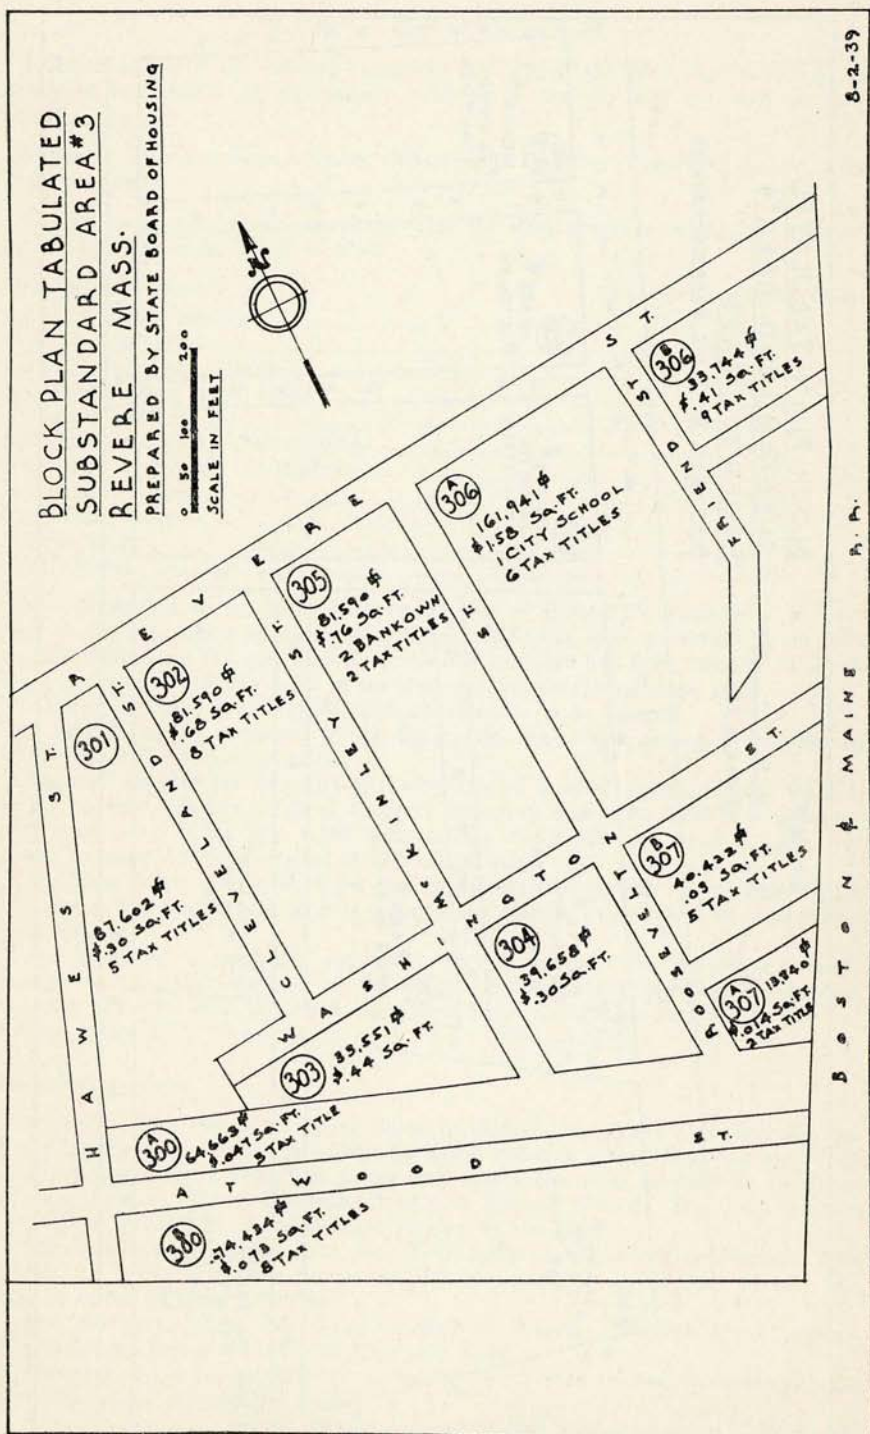 BLOCK PLAN TABULATED
SUBSTANDARD AREA #3
REVERE MASS.
PREPARED BY STATE BOARD OF HOUSING
0 50 100 200
SCALE IN FEET
N
HAWES ST.
REVERE ST.
CLEVELAND ST.
McKINLEY ST.
WASHINGTON ST.
ROOSEVELT ST.
FRIEND ST.
ATWOOD ST.
BOSTON & MAINE R.R.
301
87.602 ⌗
$.30 Sq.FT.
5 TAX TITLES
302
81.590 ⌗
.68 Sq.FT.
8 TAX TITLES
305
81.590 ⌗
$.76 Sq.FT.
2 BANKOWN
2 TAX TITLES
A
306
161,941 ⌗
$1.58 Sq.FT.
1 CITY SCHOOL
6 TAX TITLES
B
306
33.744 ⌗
$.41 Sq.FT.
9 TAX TITLES
303
33.551 ⌗
$.44 Sq.FT.
304
39.658 ⌗
$.30 Sq.FT.
B
307
40.422 ⌗
.03 Sq.FT.
5 TAX TITLES
A
307
13.840 ⌗
$.014 Sq.FT.
2 TAX TITLE
A
300
64,663 ⌗
$.047 Sq.FT.
3 TAX TITLE
B
380
74.434 ⌗
$.073 Sq.FT.
8 TAX TITLES
8-2-39